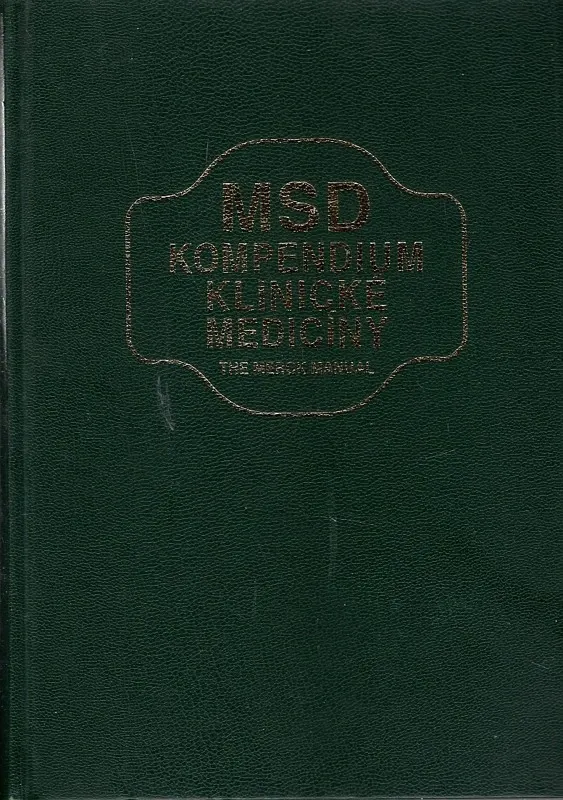 MSD
KOMPENDIUM
KLINICKÉ
MEDICÍNY
THE MERCK MANUAL